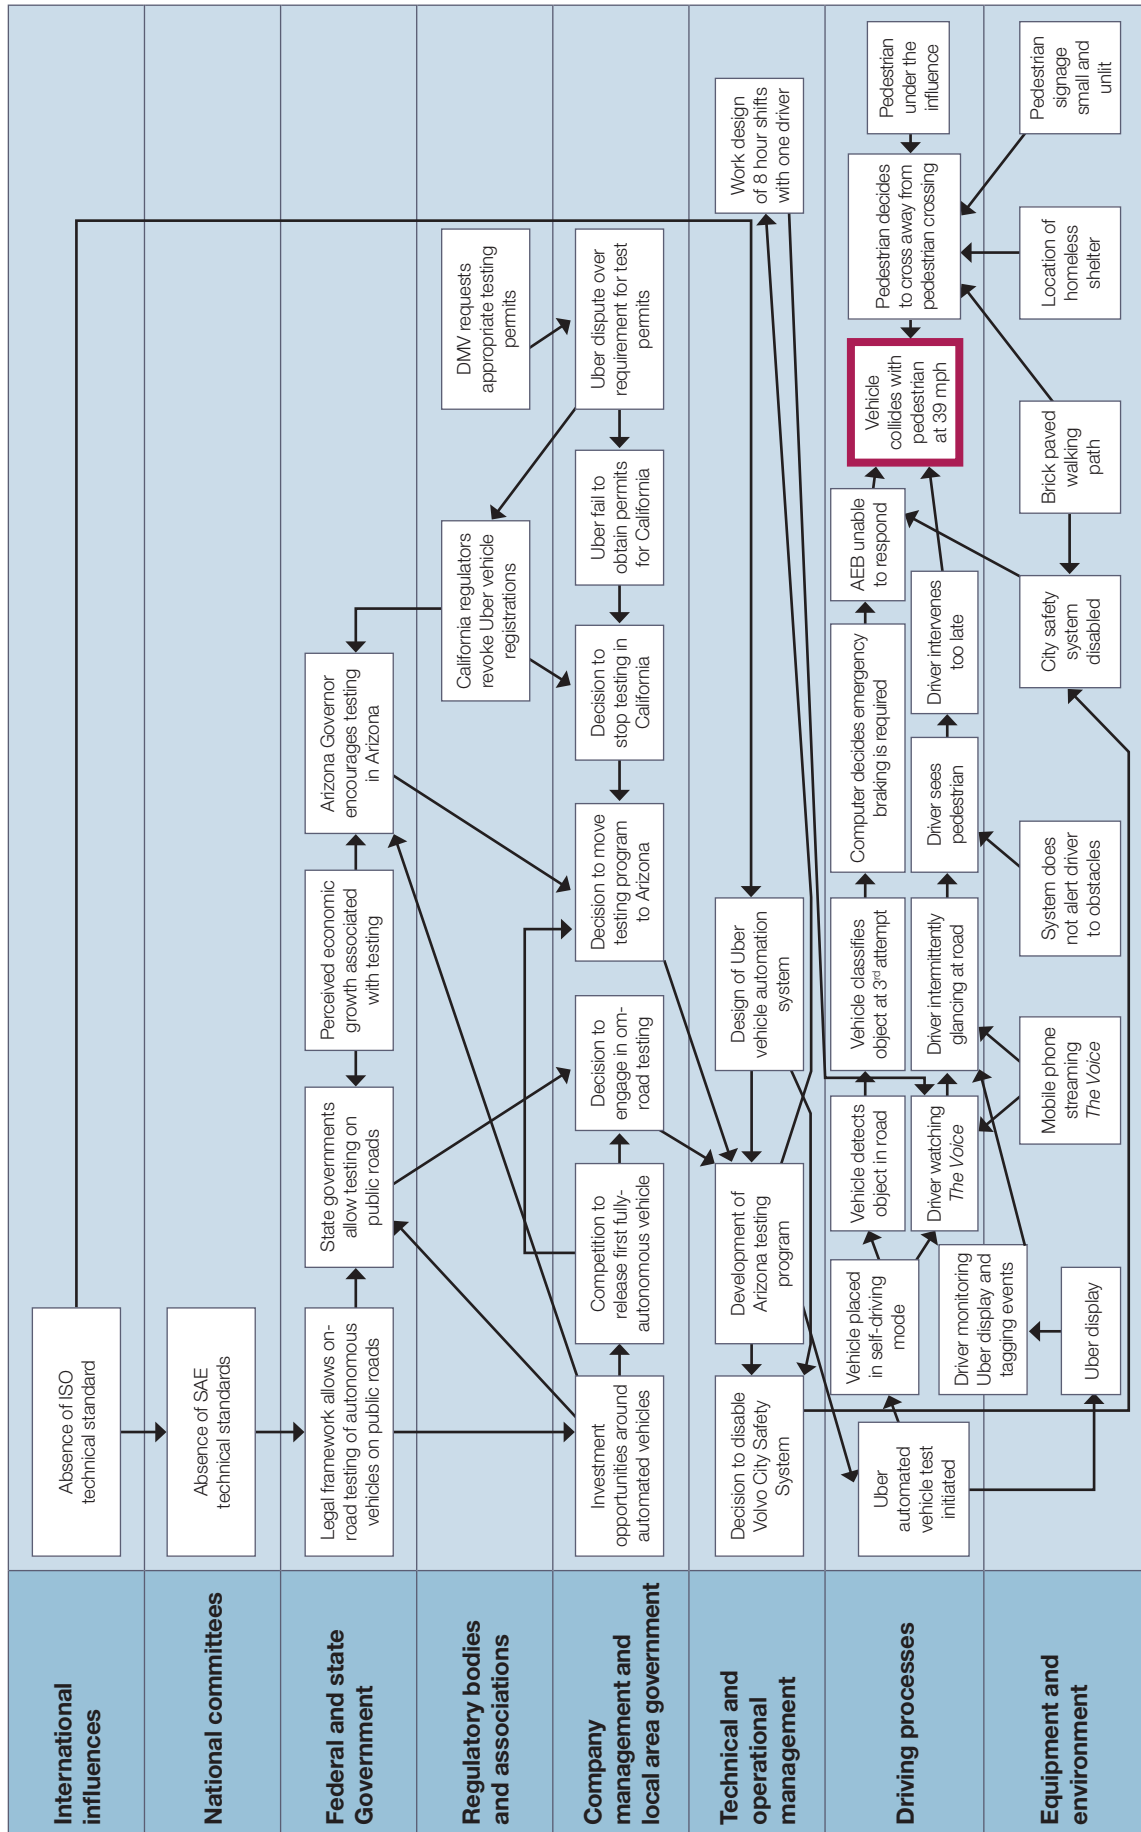 International
influences
Absence of ISO
technical standard
National committees
Absence of SAE
technical standards
Federal and state
Government
Legal framework allows on-
road testing of autonomous
vehicles on public roads
State governments
allow testing on
public roads
Perceived economic
growth associated
with testing
Arizona Governor
encourages testing
in Arizona
Regulatory bodies
and associations
California regulators
revoke Uber vehicle
registrations
DMV requests
appropriate testing
permits
Company
management and
local area government
Investment
opportunities around
automated vehicles
Competition to
release first fully-
autonomous vehicle
Decision to
engage in om-
road testing
Decision to move
testing program
to Arizona
Decision to
stop testing in
California
Uber fail to
obtain permits
for California
Uber dispute over
requirement for test
permits
Technical and
operational
management
Decision to disable
Volvo City Safety
System
Development of
Arizona testing
program
Design of Uber
vehicle automation
system
Work design
of 8 hour shifts
with one driver
Driving processes
Uber
automated
vehicle test
initiated
Vehicle placed
in self-driving
mode
Vehicle detects
object in road
Vehicle classifies
object at 3rd attempt
Computer decides emergency
braking is required
AEB unable
to respond
Vehicle
collides with
pedestrian
at 39 mph
Pedestrian decides
to cross away from
pedestrian crossing
Pedestrian
under the
influence
Driver monitoring
Uber display and
tagging events
Driver watching
The Voice
Driver intermittently
glancing at road
Driver sees
pedestrian
Driver intervenes
too late
Equipment and
environment
Uber display
Mobile phone
streaming
The Voice
System does
not alert driver
to obstacles
City safety
system
disabled
Brick paved
walking
path
Location of
homeless
shelter
Pedestrian
signage
small and
unlit